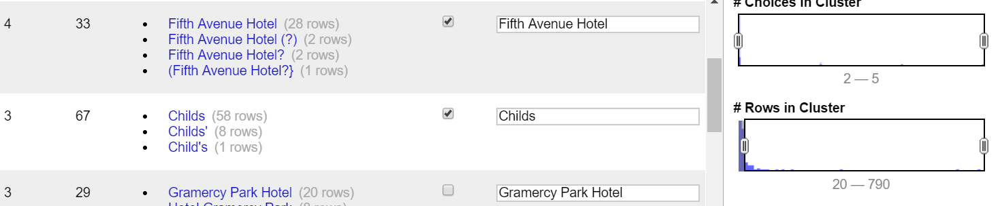 # Choices in Cluster
4 33 • Fifth Avenue Hotel (28 rows) Fifth Avenue Hotel
• Fifth Avenue Hotel (?) (2 rows)
• Fifth Avenue Hotel? (2 rows)
• (Fifth Avenue Hotel?} (1 rows)
2 — 5
3 67 • Childs (58 rows) Childs
• Childs' (8 rows)
• Child's (1 rows)
# Rows in Cluster
20 — 790
3 29 • Gramercy Park Hotel (20 rows) Gramercy Park Hotel
Hotel Gramercy Park (8 rows)